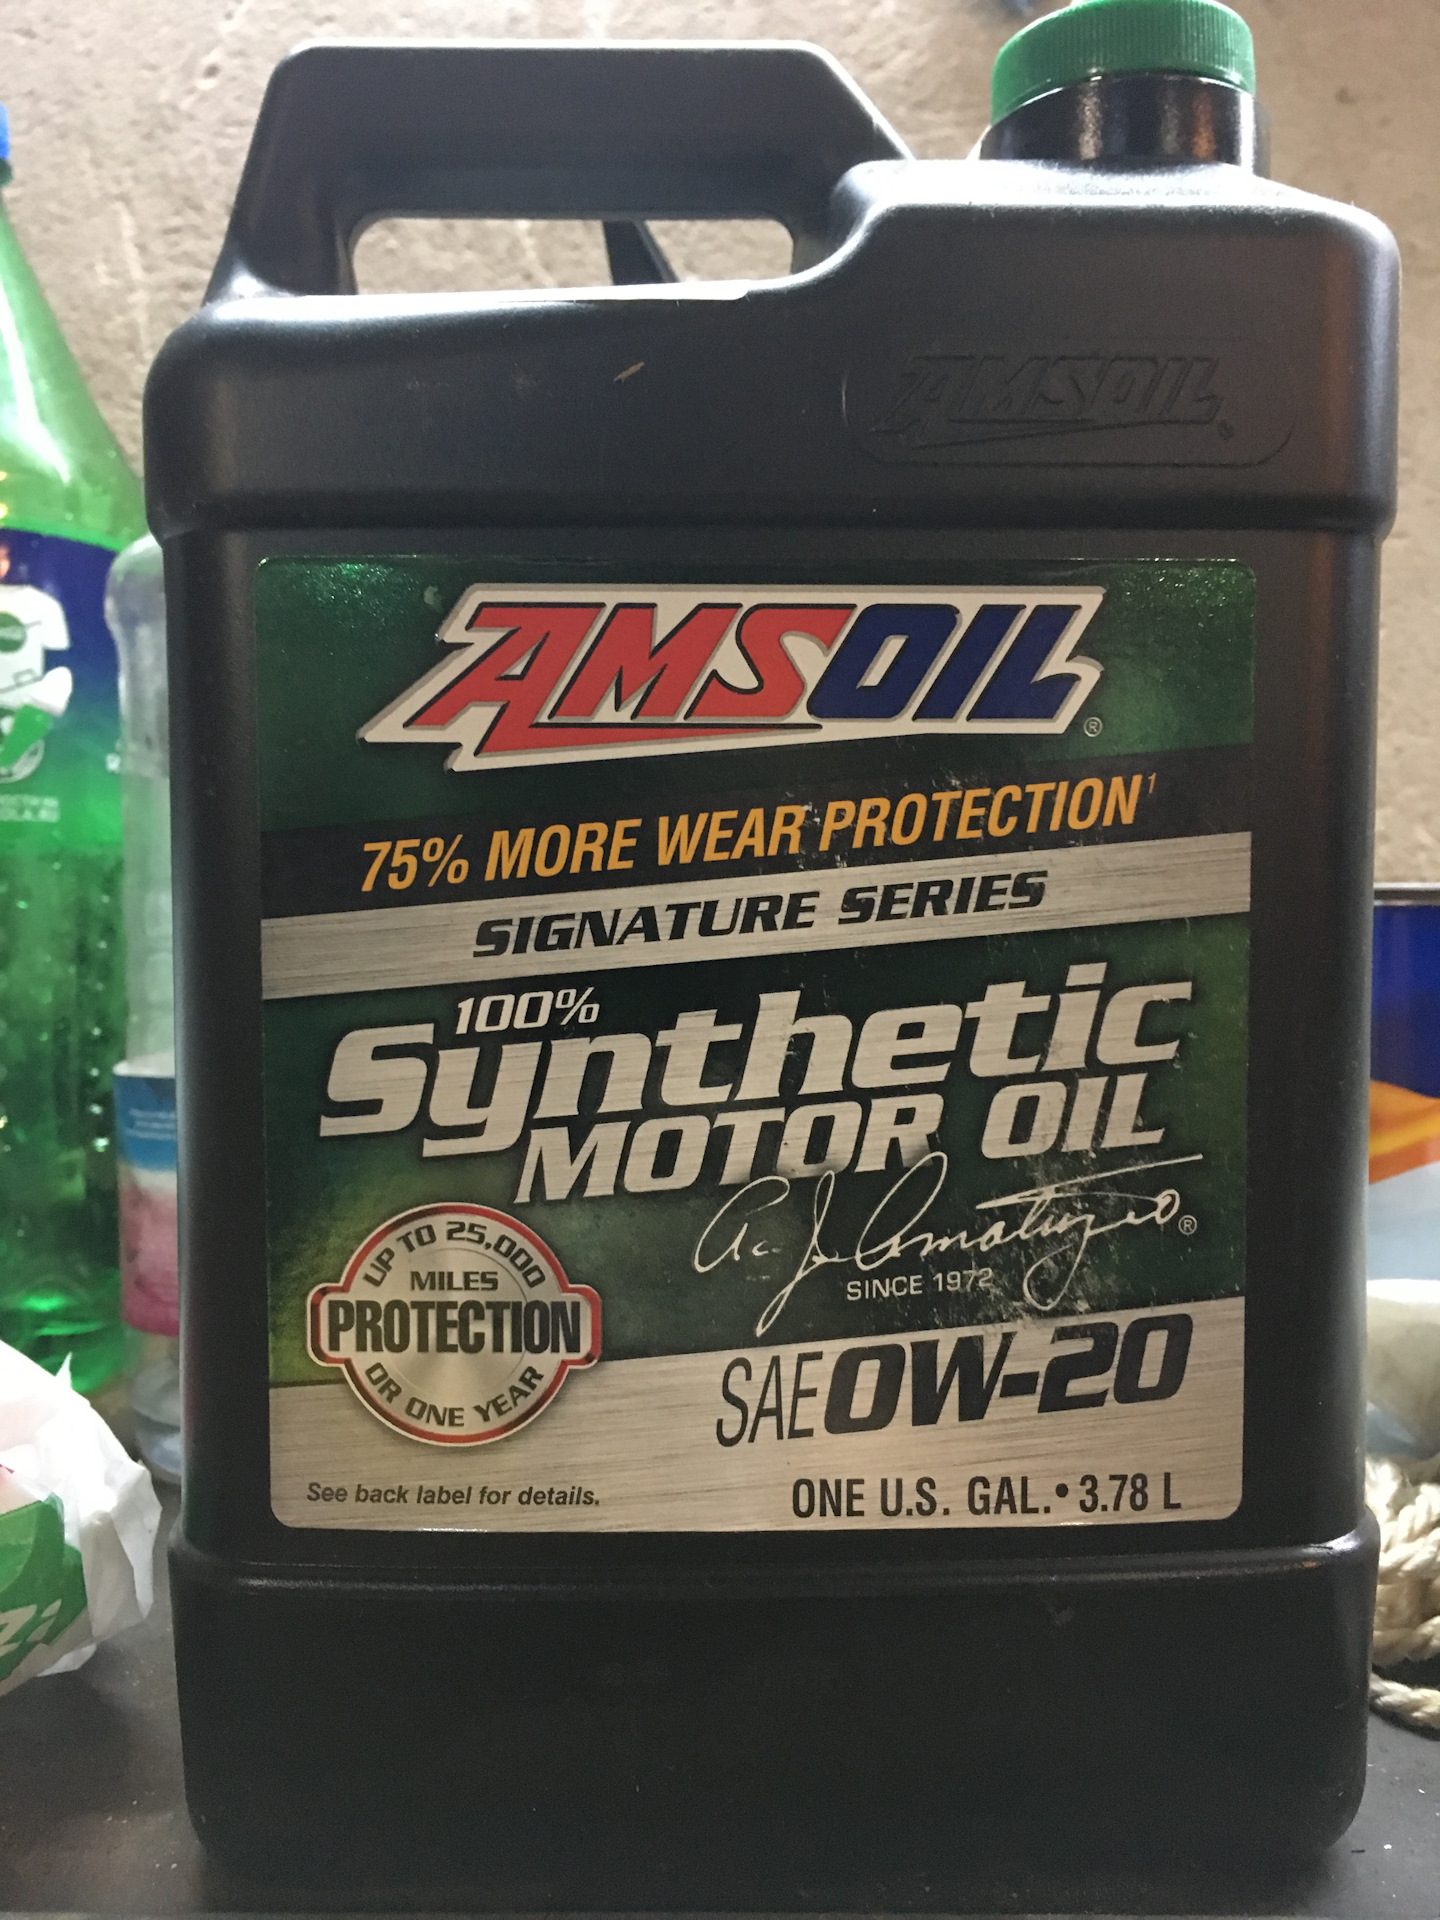 AMSOIL
AMSOIL®
75% MORE WEAR PROTECTION¹
SIGNATURE SERIES
100%
Synthetic
MOTOR OIL
A. J. Amatuzio®
SINCE 1972
UP TO 25,000
MILES
PROTECTION
OR ONE YEAR
SAE 0W-20
See back label for details.
ONE U.S. GAL. • 3.78 L